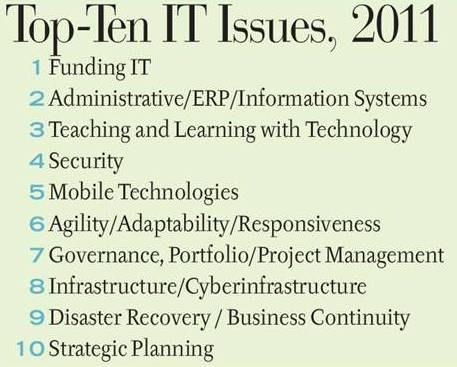 Top-Ten IT Issues, 2011
1 Funding IT
2 Administrative/ERP/Information Systems
3 Teaching and Learning with Technology
4 Security
5 Mobile Technologies
6 Agility/Adaptability/Responsiveness
7 Governance, Portfolio/Project Management
8 Infrastructure/Cyberinfrastructure
9 Disaster Recovery / Business Continuity
10 Strategic Planning